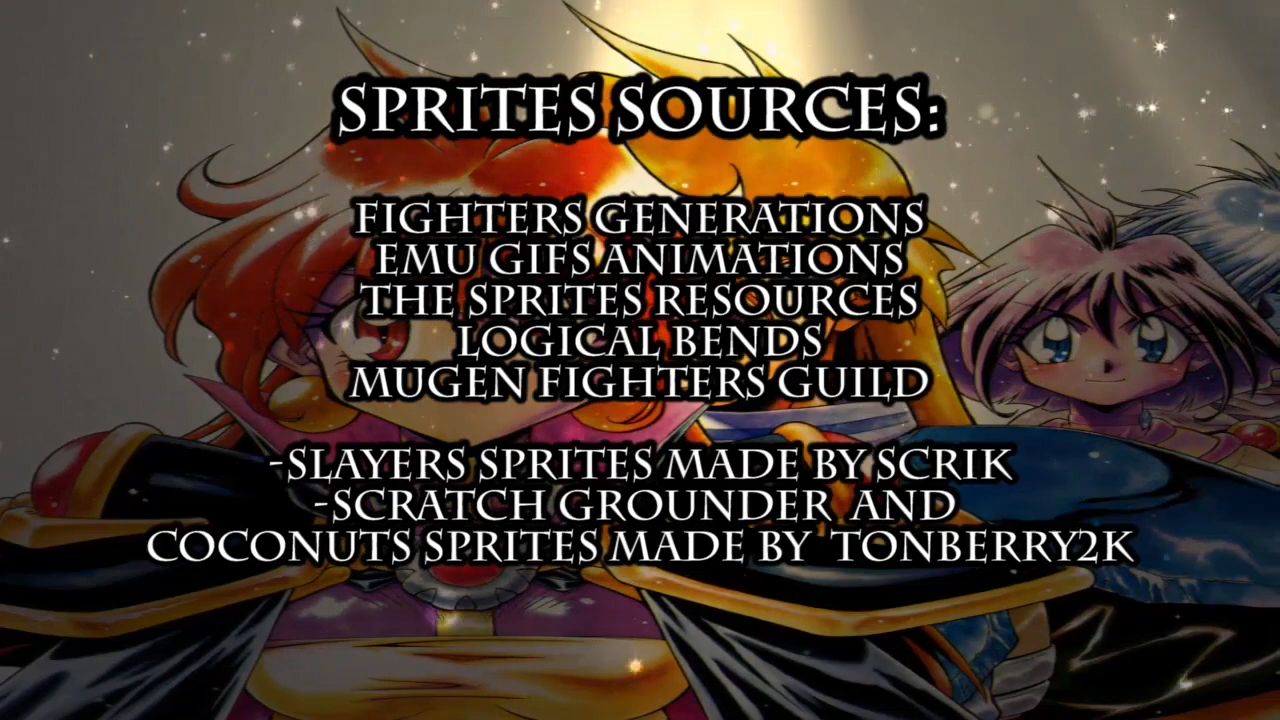 SPRITES SOURCES:
FIGHTERS GENERATIONS
EMU GIFS ANIMATIONS
THE SPRITES RESOURCES
LOGICAL BENDS
MUGEN FIGHTERS GUILD
-SLAYERS SPRITES MADE BY SCRIK
-SCRATCH GROUNDER AND
COCONUTS SPRITES MADE BY TONBERRY2K